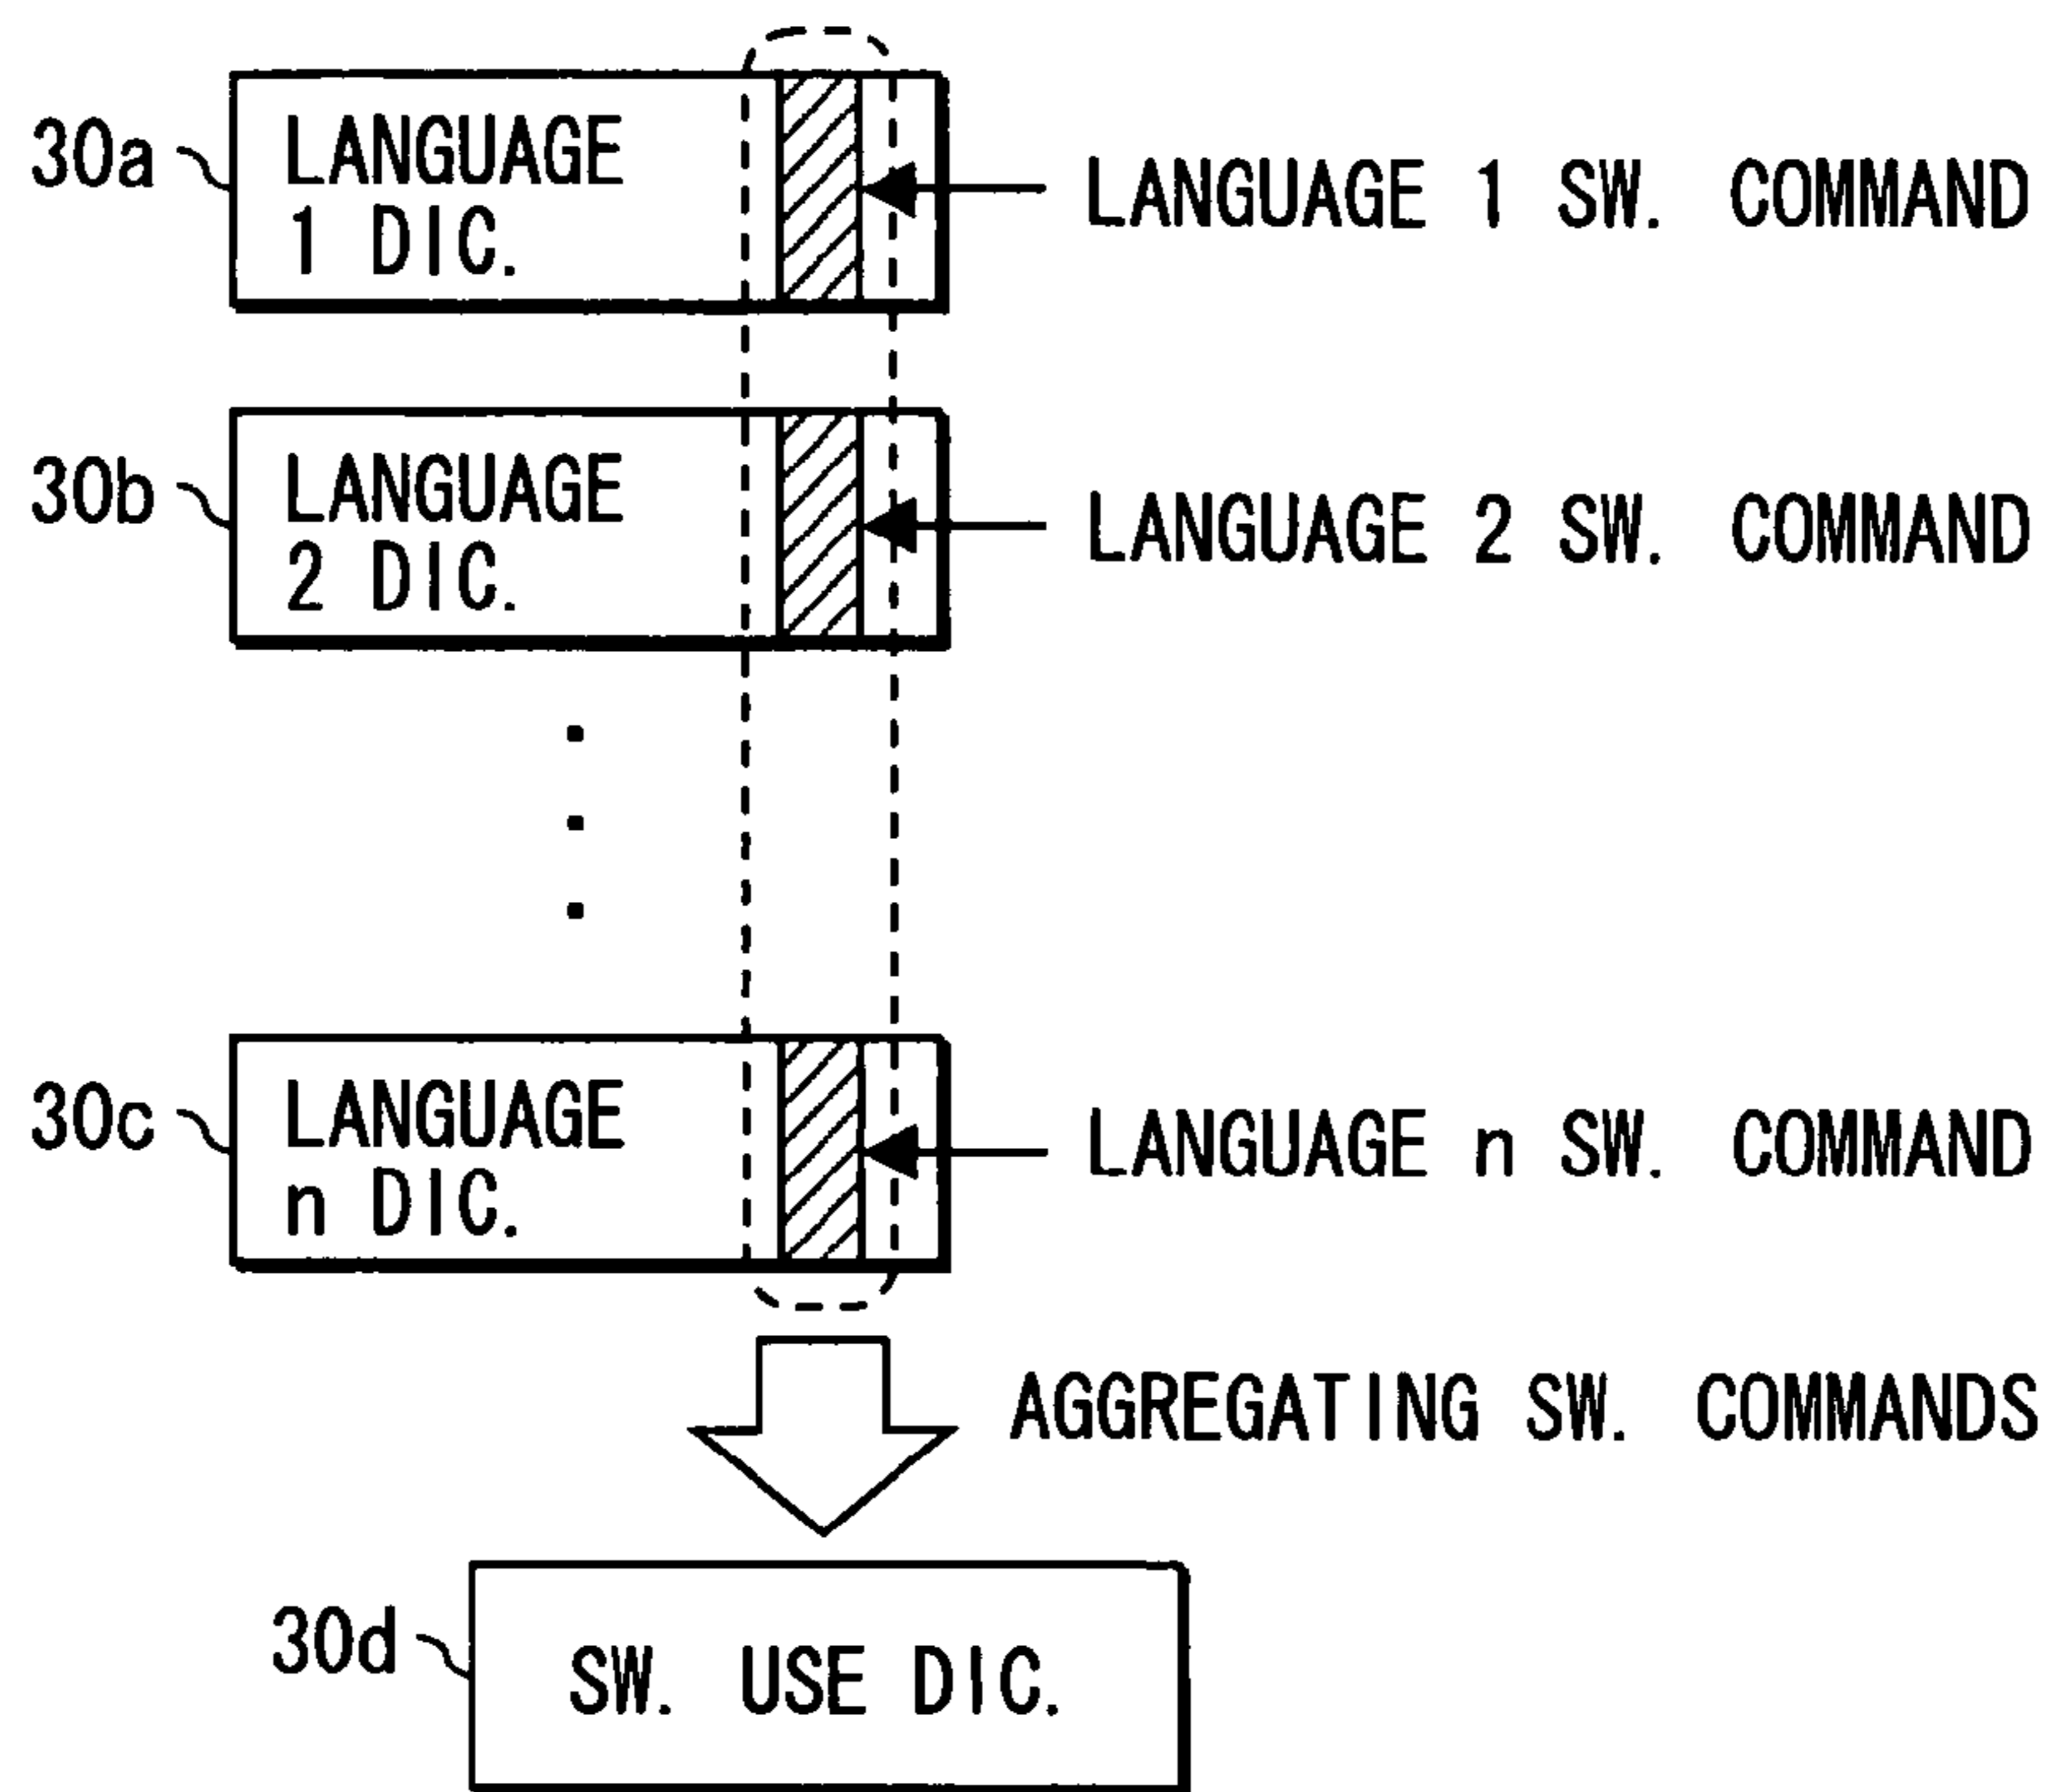 30a
LANGUAGE
1 DIC.
LANGUAGE 1 SW. COMMAND
30b
LANGUAGE
2 DIC.
LANGUAGE 2 SW. COMMAND
30c
LANGUAGE
n DIC.
LANGUAGE n SW. COMMAND
AGGREGATING SW. COMMANDS
30d
SW. USE DIC.